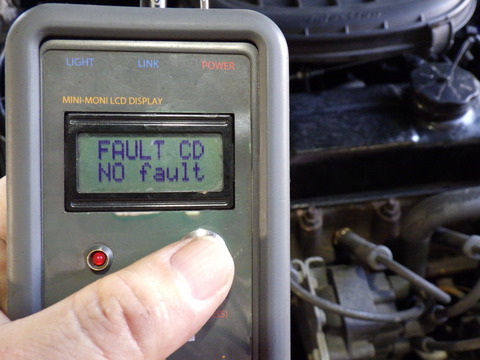 LIGHT LINK POWER
MINI-MONI LCD DISPLAY
FAULT CD
NO fault